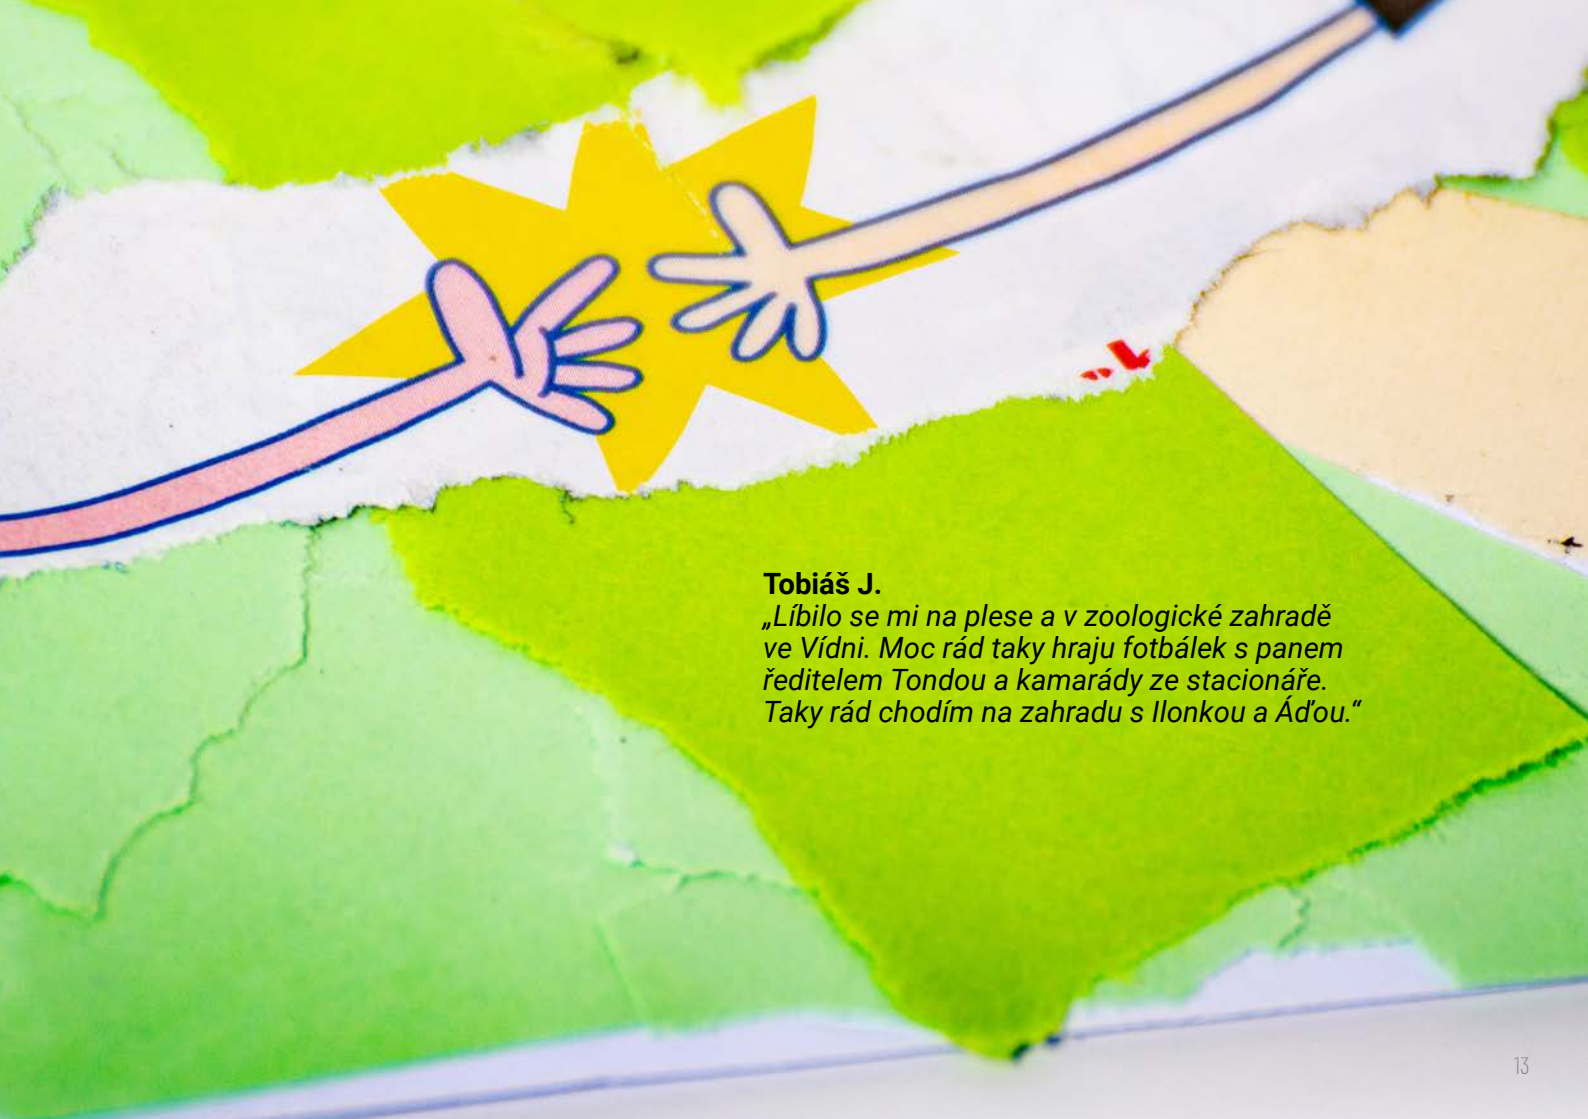 Tobiáš J.
„Líbilo se mi na plese a v zoologické zahradě
ve Vídni. Moc rád taky hraju fotbálek s panem
ředitelem Tondou a kamarády ze stacionáře.
Taky rád chodím na zahradu s Ilonkou a Áďou.“
13